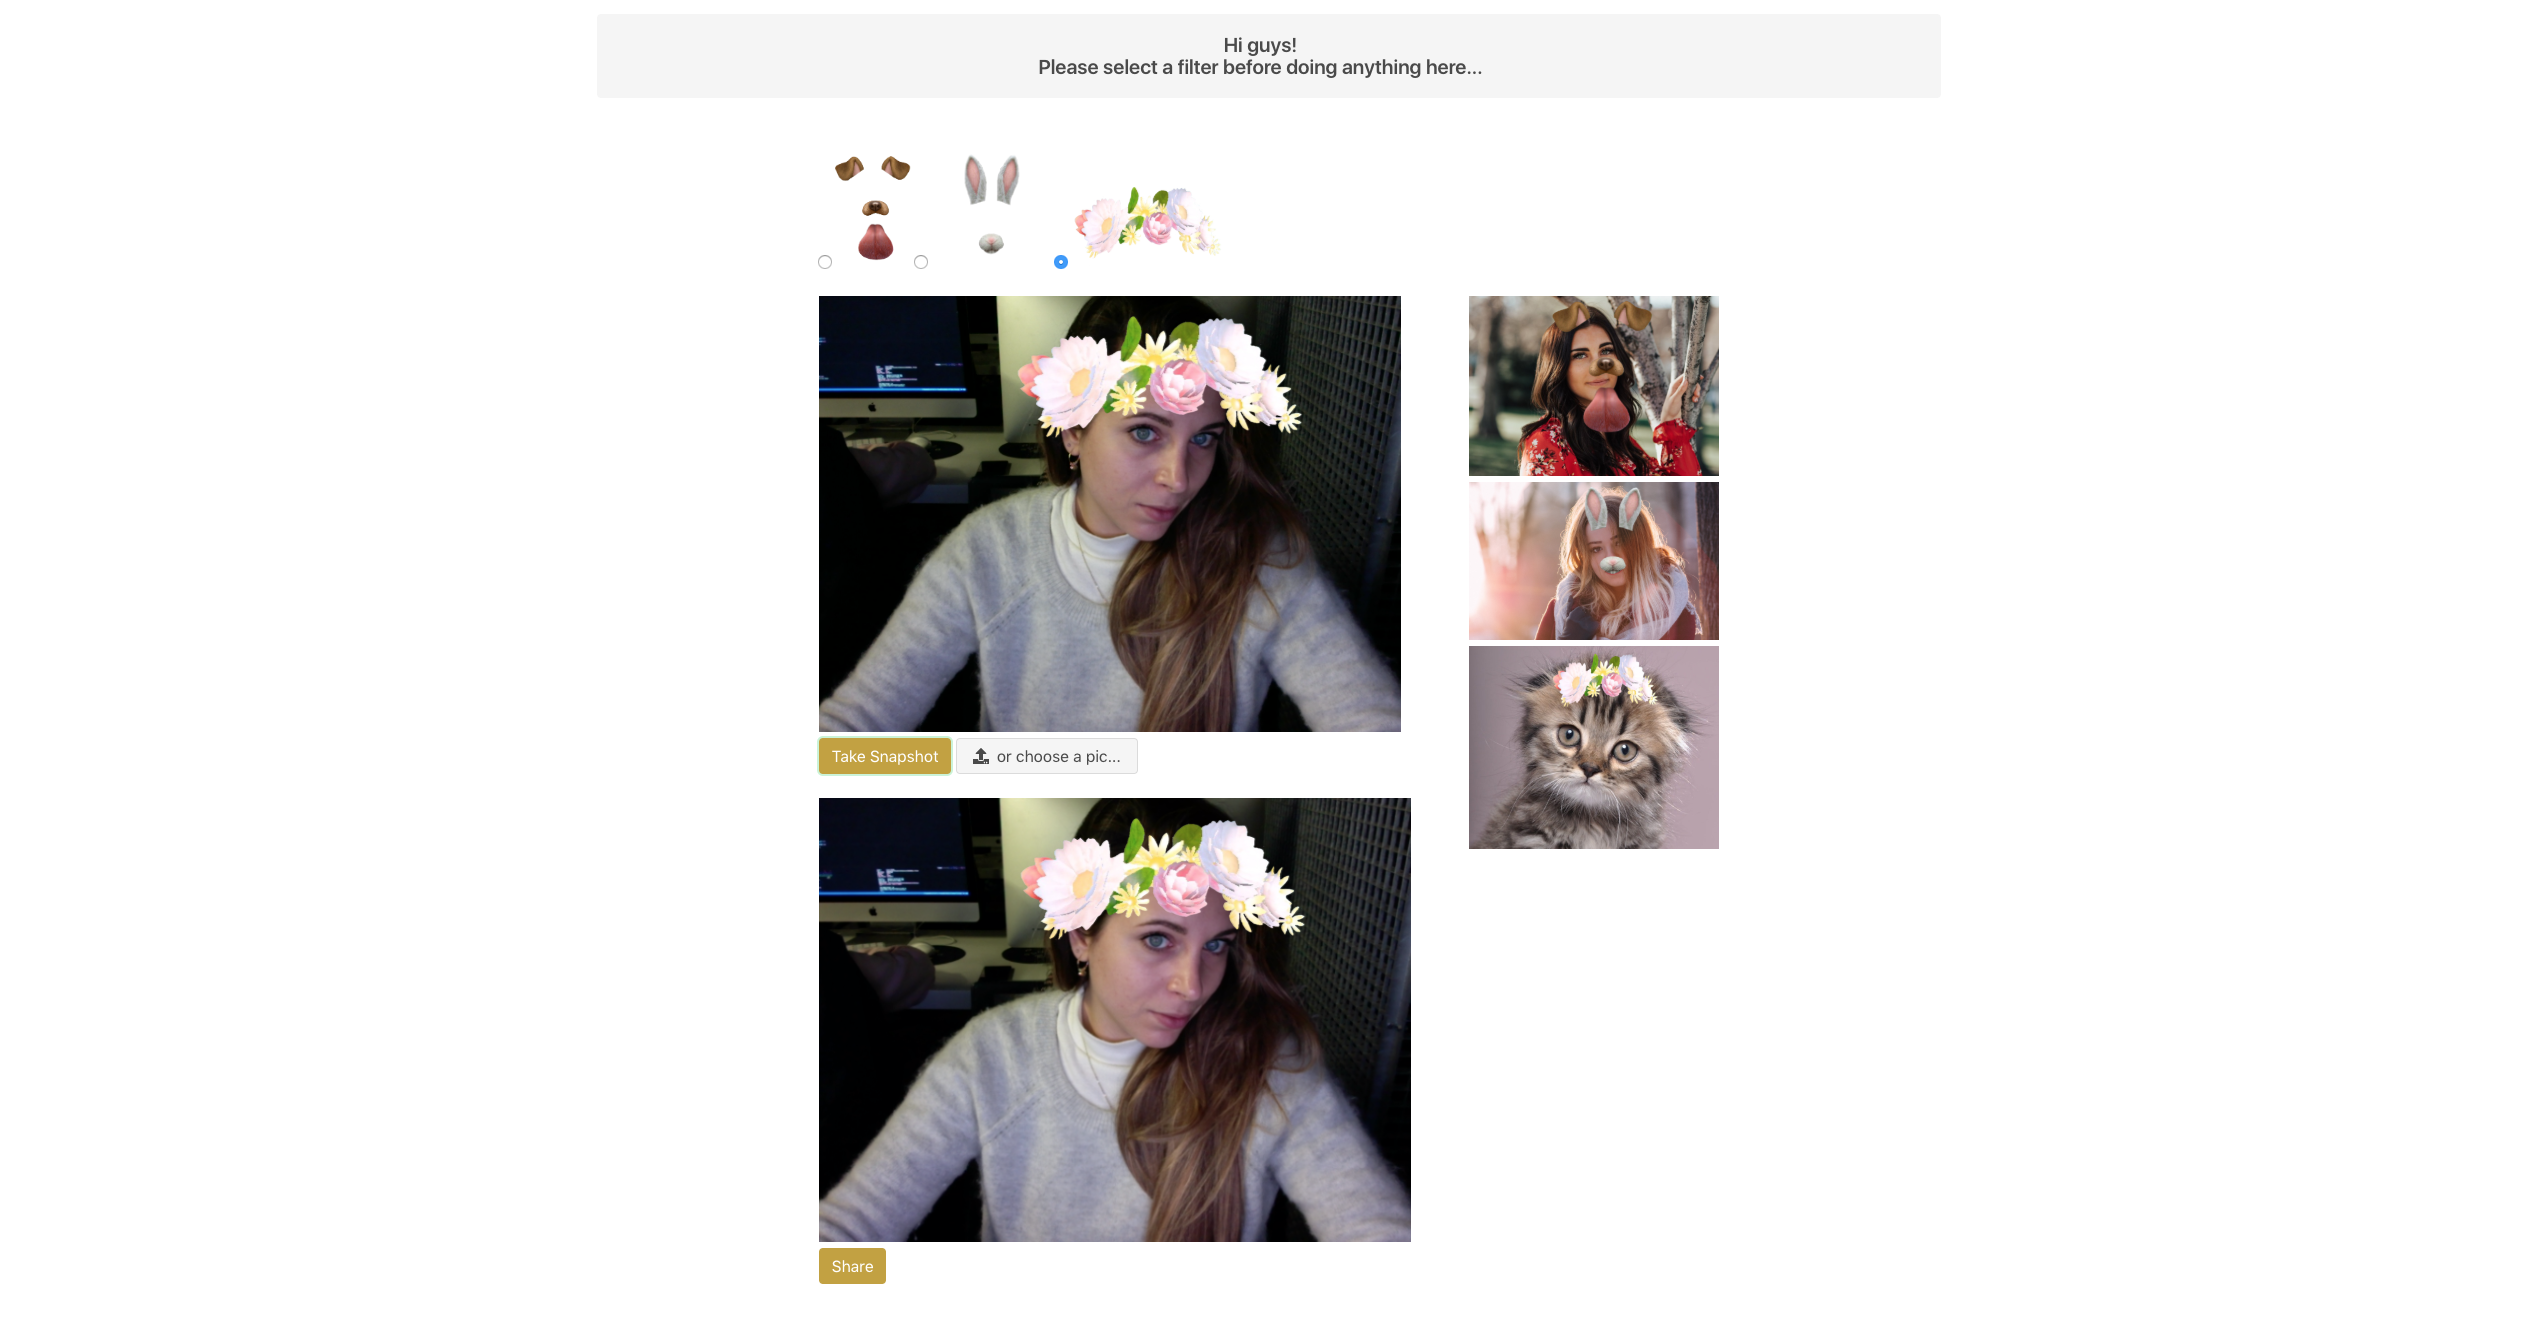 Hi guys!
Please select a filter before doing anything here...
Take Snapshot
or choose a pic...
Share